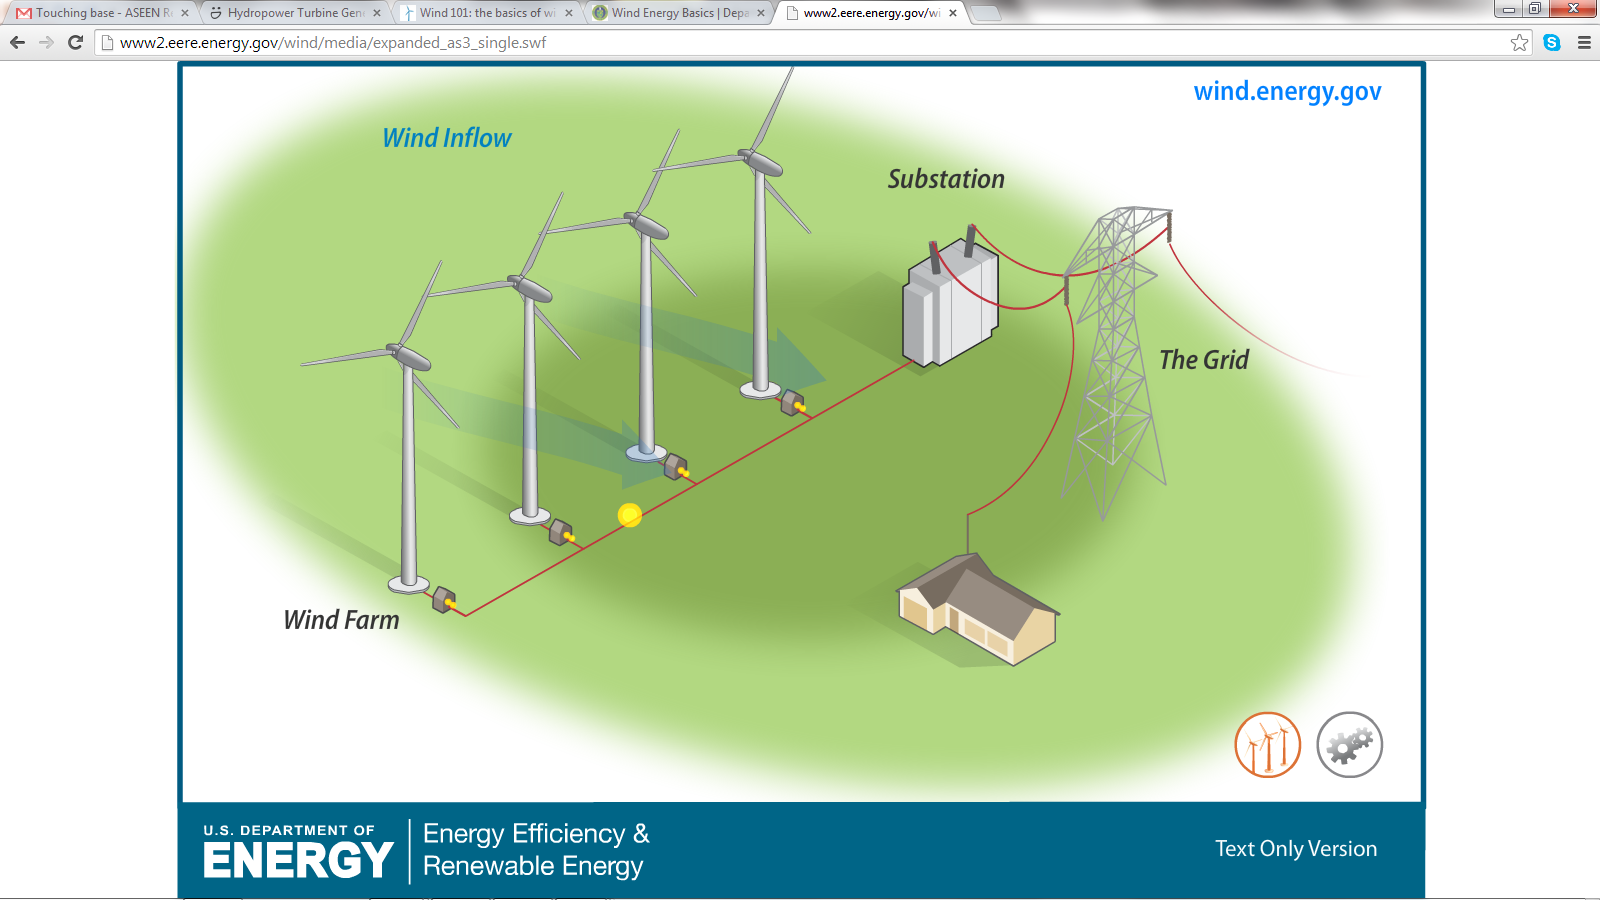 Touching base - ASEEN R
Hydropower Turbine Gen
Wind 101: the basics of wi
Wind Energy Basics | Depa
www2.eere.energy.gov/wi
www2.eere.energy.gov/wind/media/expanded_as3_single.swf
wind.energy.gov
Wind Inflow
Substation
The Grid
Wind Farm
U.S. DEPARTMENT OF
ENERGY
Energy Efficiency &
Renewable Energy
Text Only Version